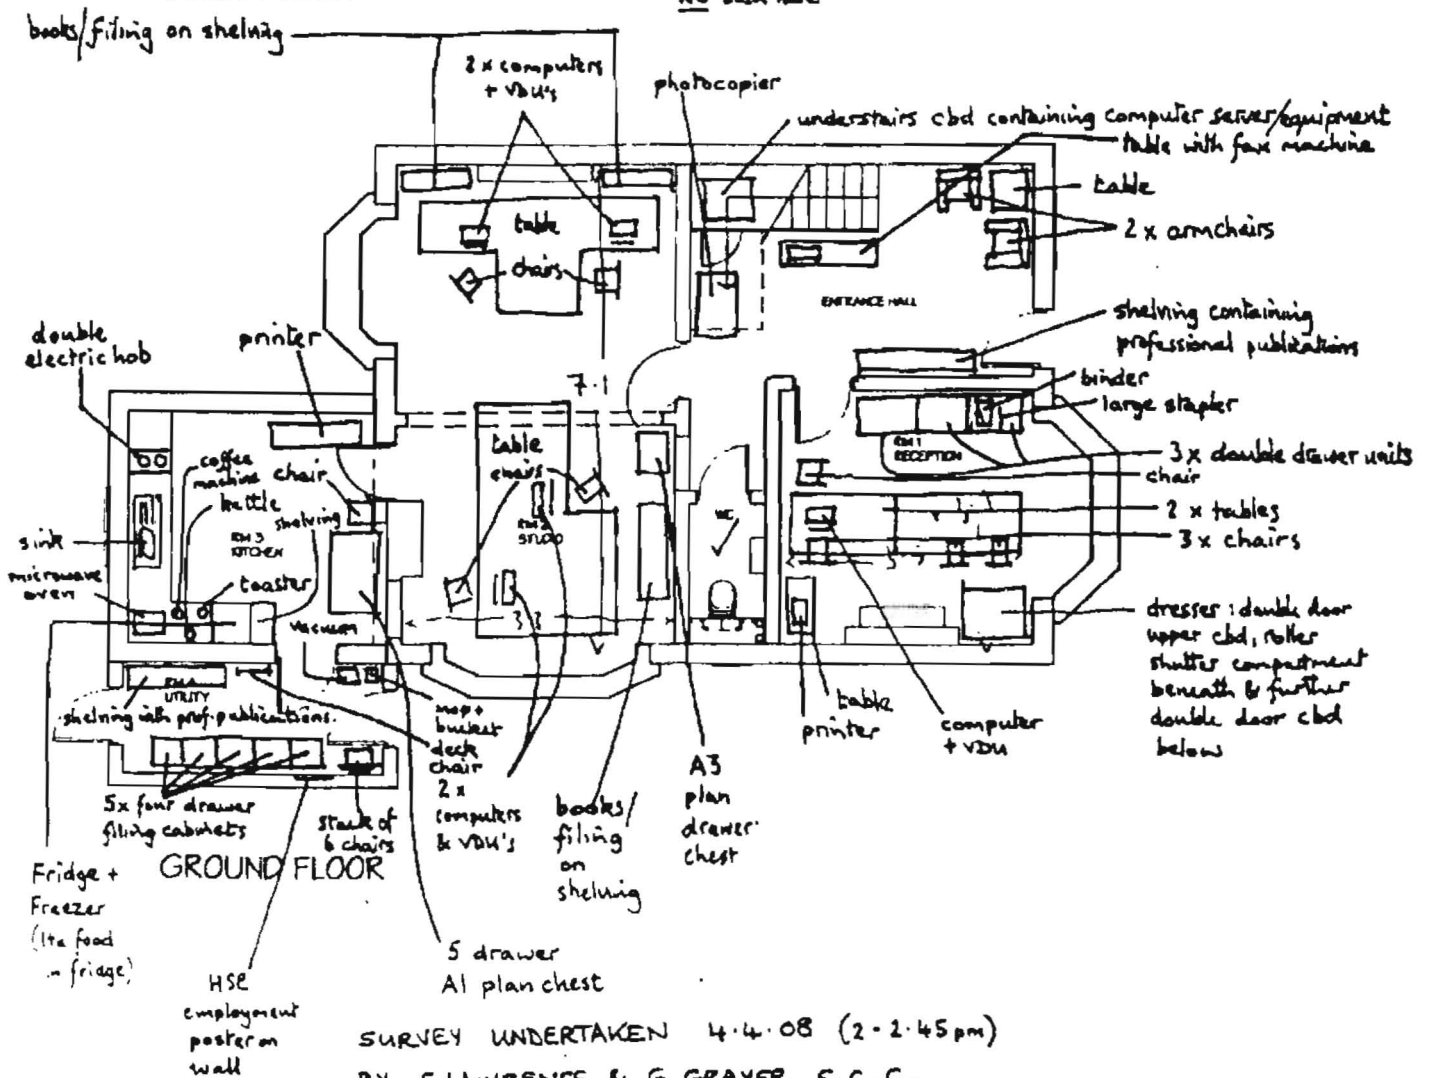 books/filing on shelving
2 x computers
+ VDU's
photocopier
understairs cbd containing computer server/equipment
table with fax machine
table
2 x armchairs
table
chairs
ENTRANCE HALL
shelving containing
professional publications
binder
large stapler
double
electric hob
printer
7.1
RM 1
RECEPTION
3 x double drawer units
chair
2 x tables
3 x chairs
coffee
machine
chair
kettle
shelving
sink
RM 3
KITCHEN
microwave
oven
toaster
vacuum
table
chairs
RM 2
STUDIO
WC
dresser : double door
upper cbd, roller
shutter compartment
beneath & further
double door cbd
below
UTILITY
shelving with prof. publications.
mop +
bucket
deck
chair
2 x
computers
& VDU's
table
printer
computer
+ VDU
5x four drawer
filing cabinets
stack of
6 chairs
books/
filing
on
shelving
A3
plan
drawer
chest
GROUND FLOOR
Fridge +
Freezer
food
fridge)
5 drawer
A1 plan chest
HSE
employment
poster on
wall
SURVEY UNDERTAKEN 4.4.08 (2 - 2.45pm)
BY LAWRENCE & G GRAVER